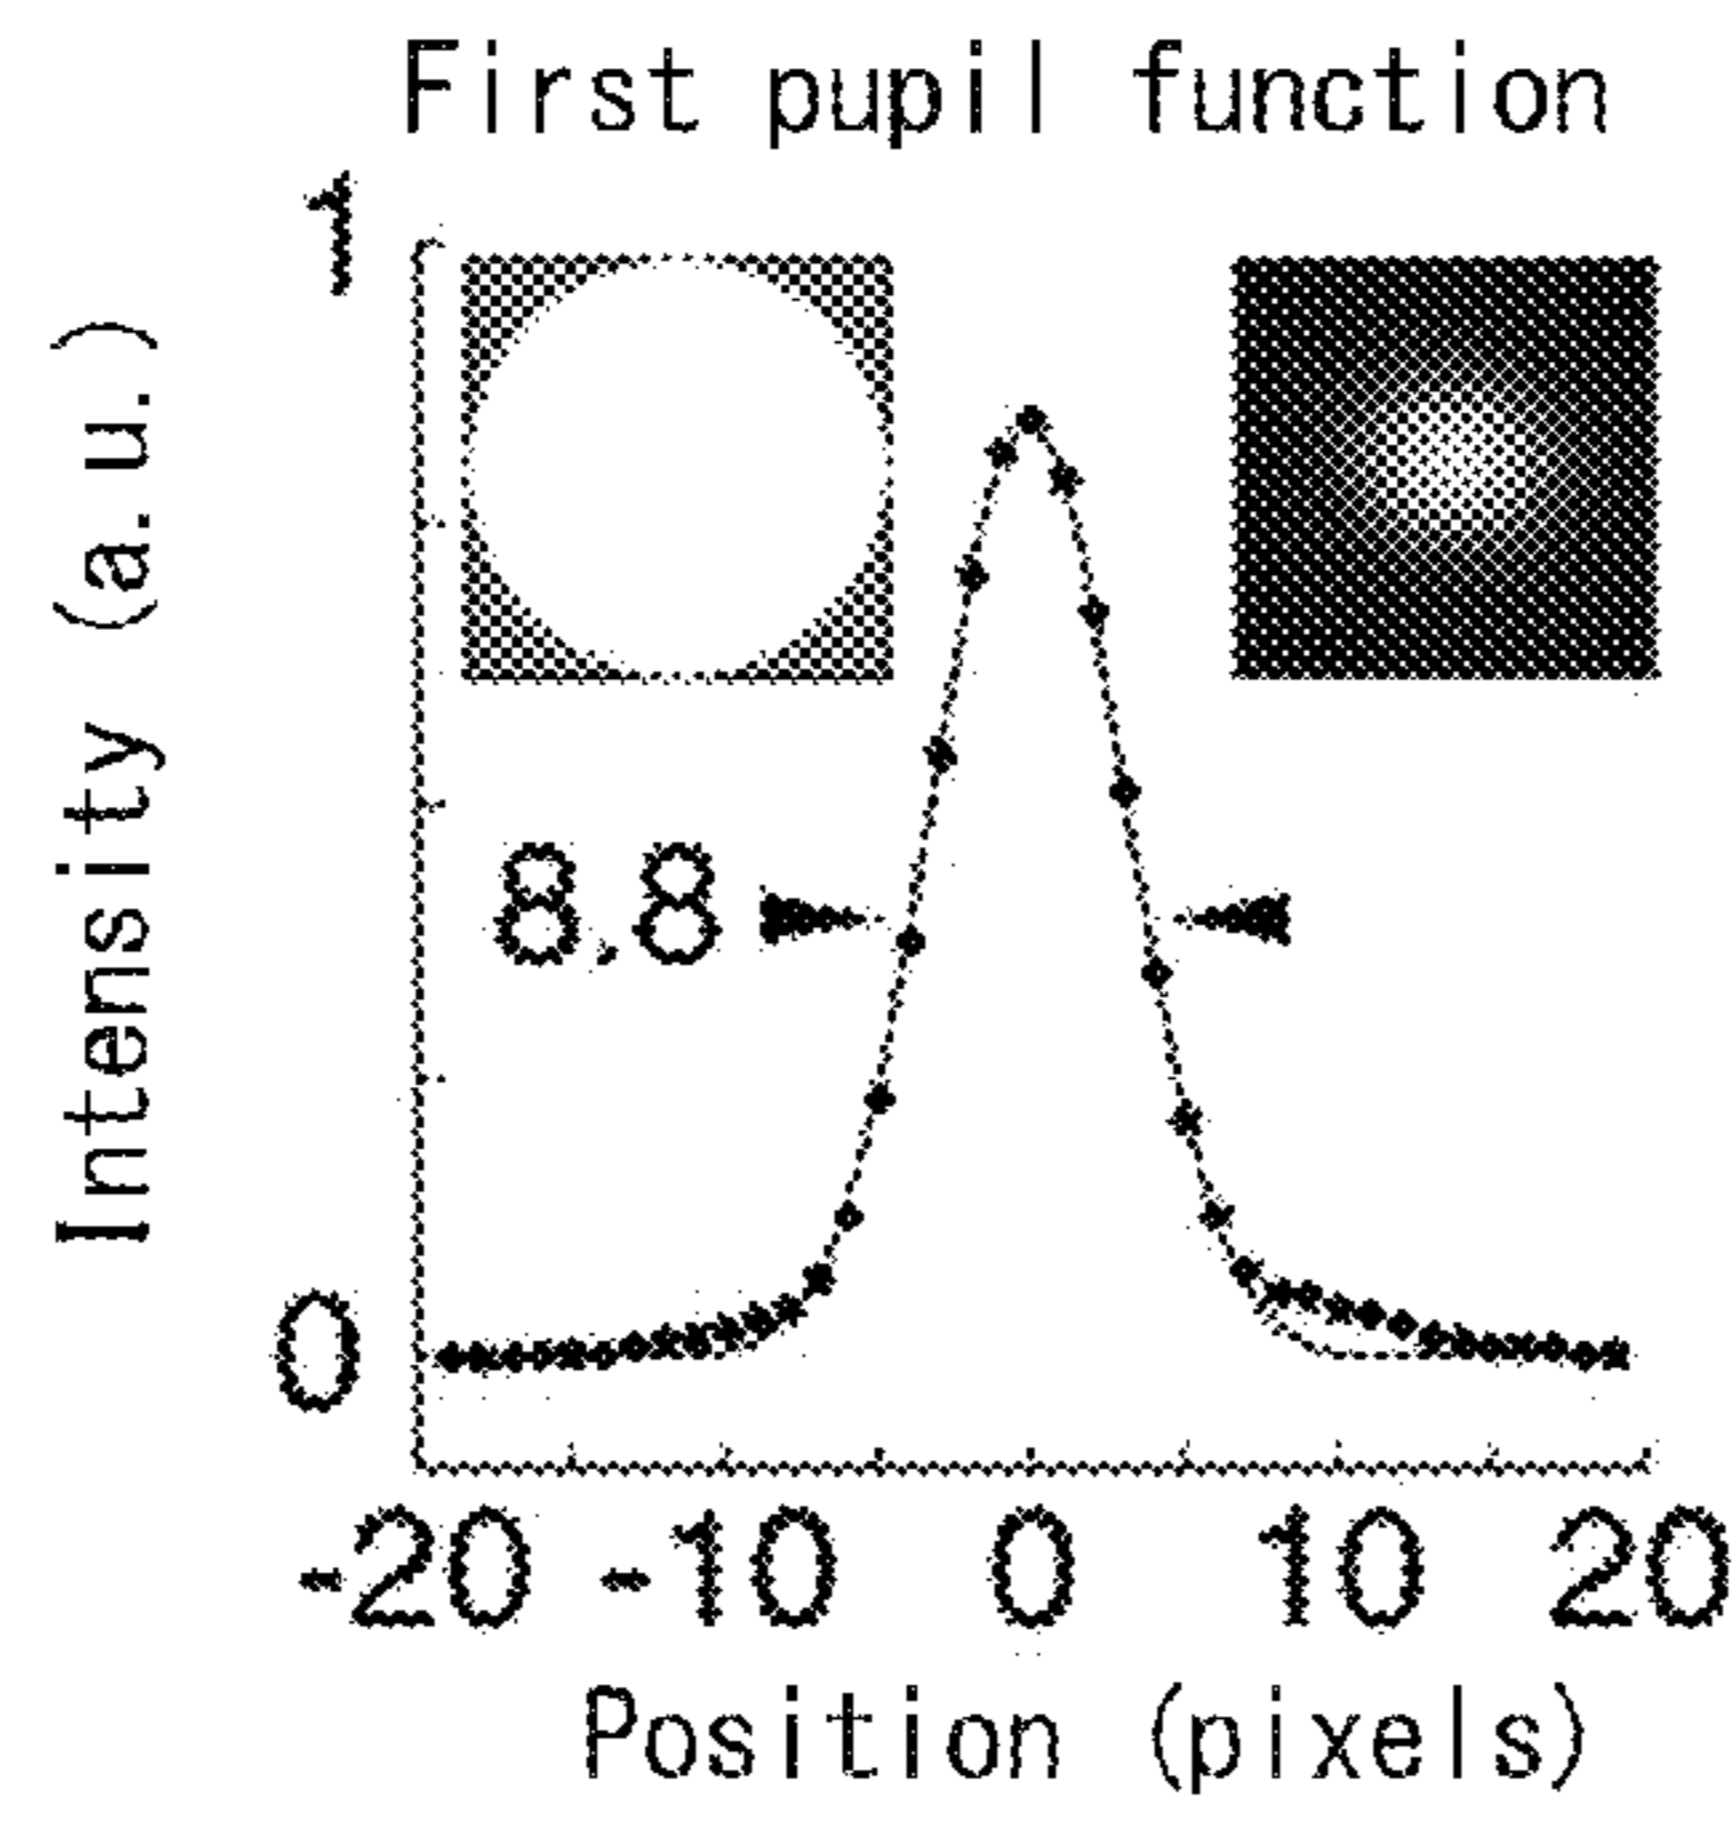 First pupil function
1
Intensity (a.u.)
8,8
0
-20 -10 0 10 20
Position (pixels)